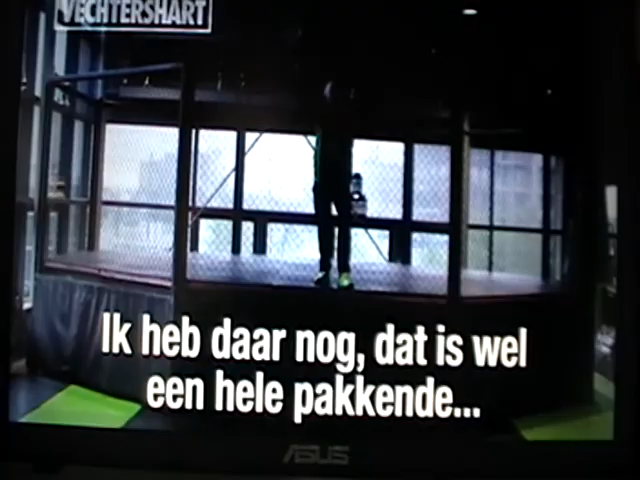 VECHTERSHART
Ik heb daar nog, dat is wel
een hele pakkende...
ASUS